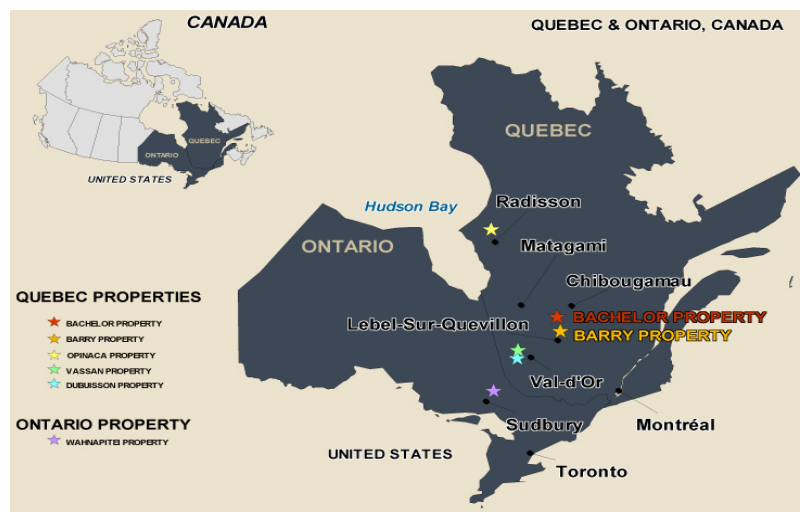 CANADA
QUEBEC & ONTARIO, CANADA
QUEBEC
ONTARIO
UNITED STATES
QUEBEC
Hudson Bay
Radisson
ONTARIO
Matagami
Chibougamau
QUEBEC PROPERTIES
BACHELOR PROPERTY
BARRY PROPERTY
OPINACA PROPERTY
VASSAN PROPERTY
DUBUISSON PROPERTY
BACHELOR PROPERTY
Lebel-Sur-Quevillon
BARRY PROPERTY
Val-d'Or
ONTARIO PROPERTY
WAHNAPITEI PROPERTY
Sudbury
Montréal
UNITED STATES
Toronto